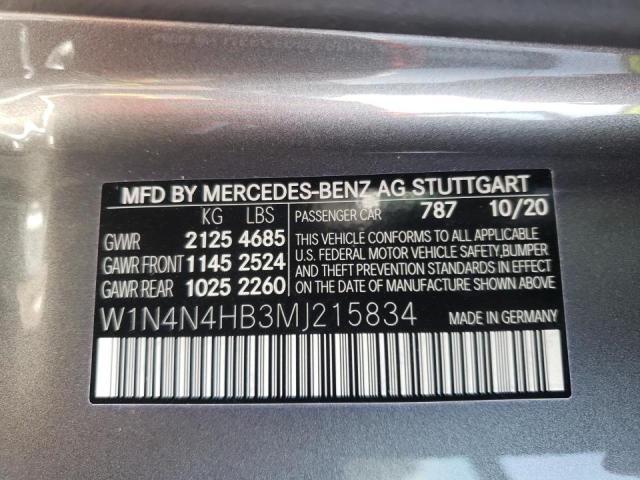 MFD BY MERCEDES-BENZ AG STUTTGART
KG LBS PASSENGER CAR 787 10/20
GVWR 2125 4685 THIS VEHICLE CONFORMS TO ALL APPLICABLE
U.S. FEDERAL MOTOR VEHICLE SAFETY, BUMPER
GAWR FRONT 1145 2524 AND THEFT PREVENTION STANDARDS IN EFFECT
GAWR REAR 1025 2260 ON THE DATE OF MANUFACTURE SHOWN ABOVE.
W1N4N4HB3MJ215834 MADE IN GERMANY